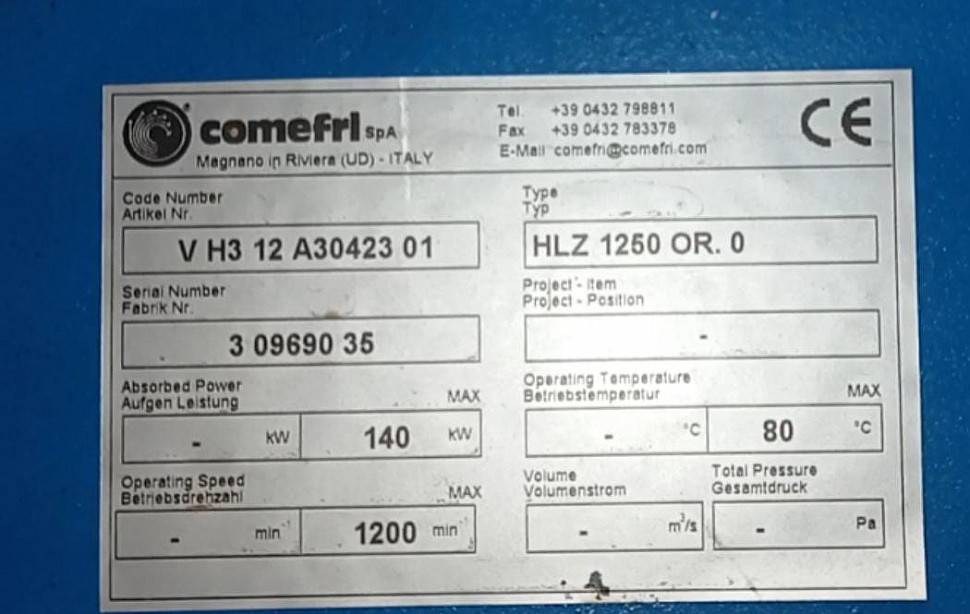 comefri SpA
Magnano in Riviera (UD) - ITALY
Tel. +39 0432 798811
Fax +39 0432 783378
E-Mail comefri@comefri.com
CE
Code Number
Artikel Nr.
V H3 12 A30423 01
Type
Typ
HLZ 1250 OR. 0
Serial Number
Fabrik Nr.
3 09690 35
Project - Item
Project - Position
-
Absorbed Power
Aufgen Leistung MAX
- kW 140 kW
Operating Temperature
Betriebstemperatur MAX
- °C 80 °C
Operating Speed
Betriebsdrehzahl MAX
- min⁻¹ 1200 min⁻¹
Volume
Volumenstrom
- m³/s
Total Pressure
Gesamtdruck
- Pa